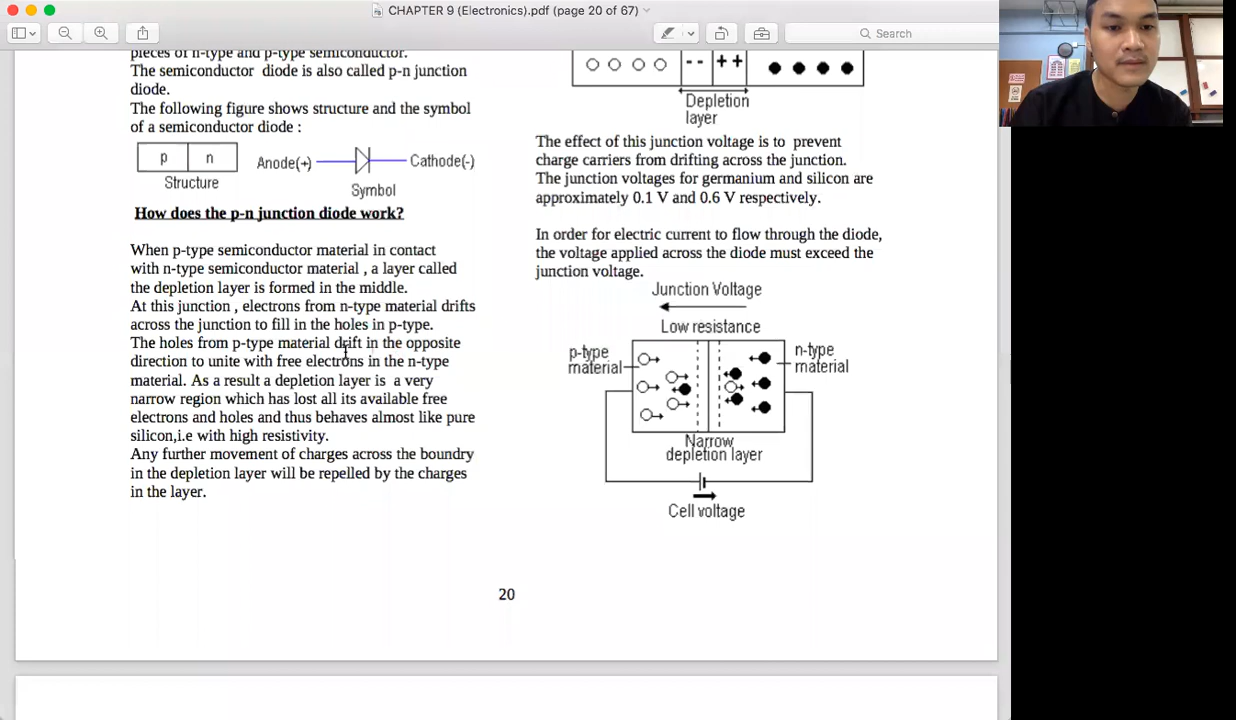 CHAPTER 9 (Electronics).pdf (page 20 of 67)
Search
pieces of n-type and p-type semiconductor.
The semiconductor diode is also called p-n junction
diode.
The following figure shows structure and the symbol
of a semiconductor diode :
p n
Structure
Anode(+)
Cathode(-)
Symbol
How does the p-n junction diode work?
When p-type semiconductor material in contact
with n-type semiconductor material , a layer called
the depletion layer is formed in the middle.
At this junction , electrons from n-type material drifts
across the junction to fill in the holes in p-type.
The holes from p-type material drift in the opposite
direction to unite with free electrons in the n-type
material. As a result a depletion layer is a very
narrow region which has lost all its available free
electrons and holes and thus behaves almost like pure
silicon,i.e with high resistivity.
Any further movement of charges across the boundry
in the depletion layer will be repelled by the charges
in the layer.
- - + +
Depletion
layer
The effect of this junction voltage is to prevent
charge carriers from drifting across the junction.
The junction voltages for germanium and silicon are
approximately 0.1 V and 0.6 V respectively.
In order for electric current to flow through the diode,
the voltage applied across the diode must exceed the
junction voltage.
Junction Voltage
Low resistance
p-type
material
n-type
material
Narrow
depletion layer
Cell voltage
20